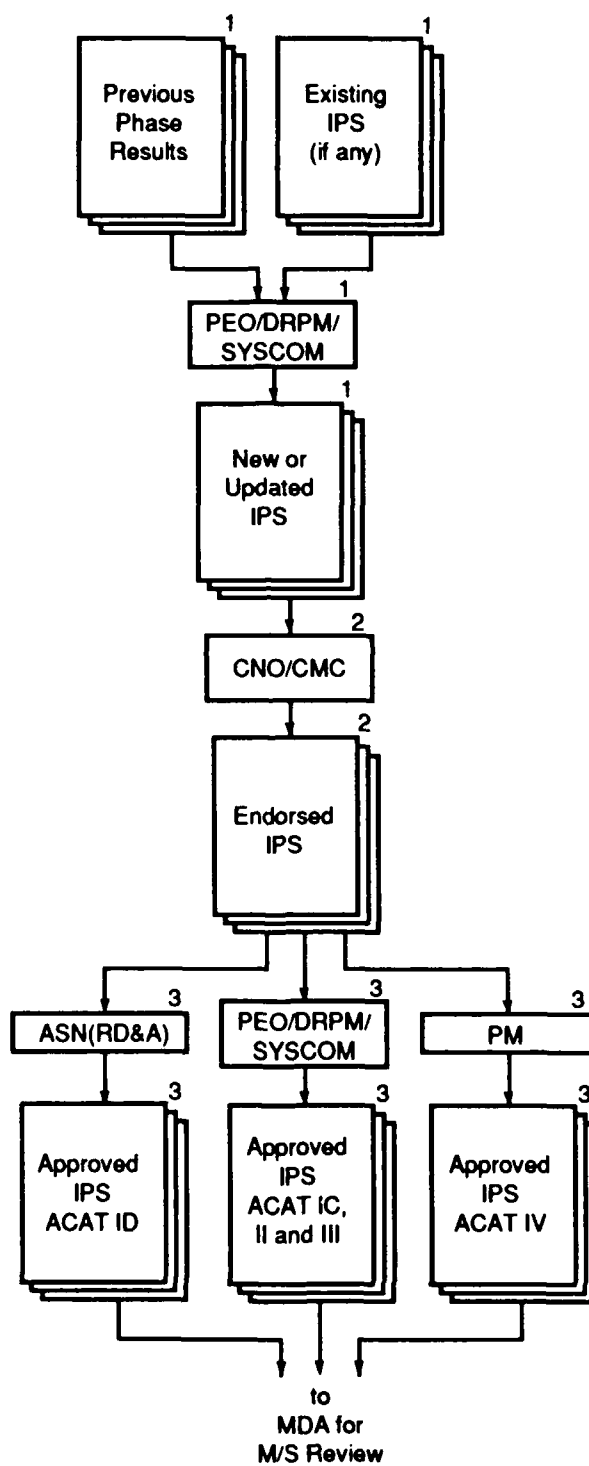 1
1
Previous
Phase
Results
Existing
IPS
(if any)
1
PEO/DRPM/
SYSCOM
1
New or
Updated
IPS
2
CNO/CMC
2
Endorsed
IPS
3
ASN(RD&A)
3
PEO/DRPM/
SYSCOM
3
PM
3
Approved
IPS
ACAT ID
3
Approved
IPS
ACAT IC,
II and III
3
Approved
IPS
ACAT IV
to
MDA for
M/S Review